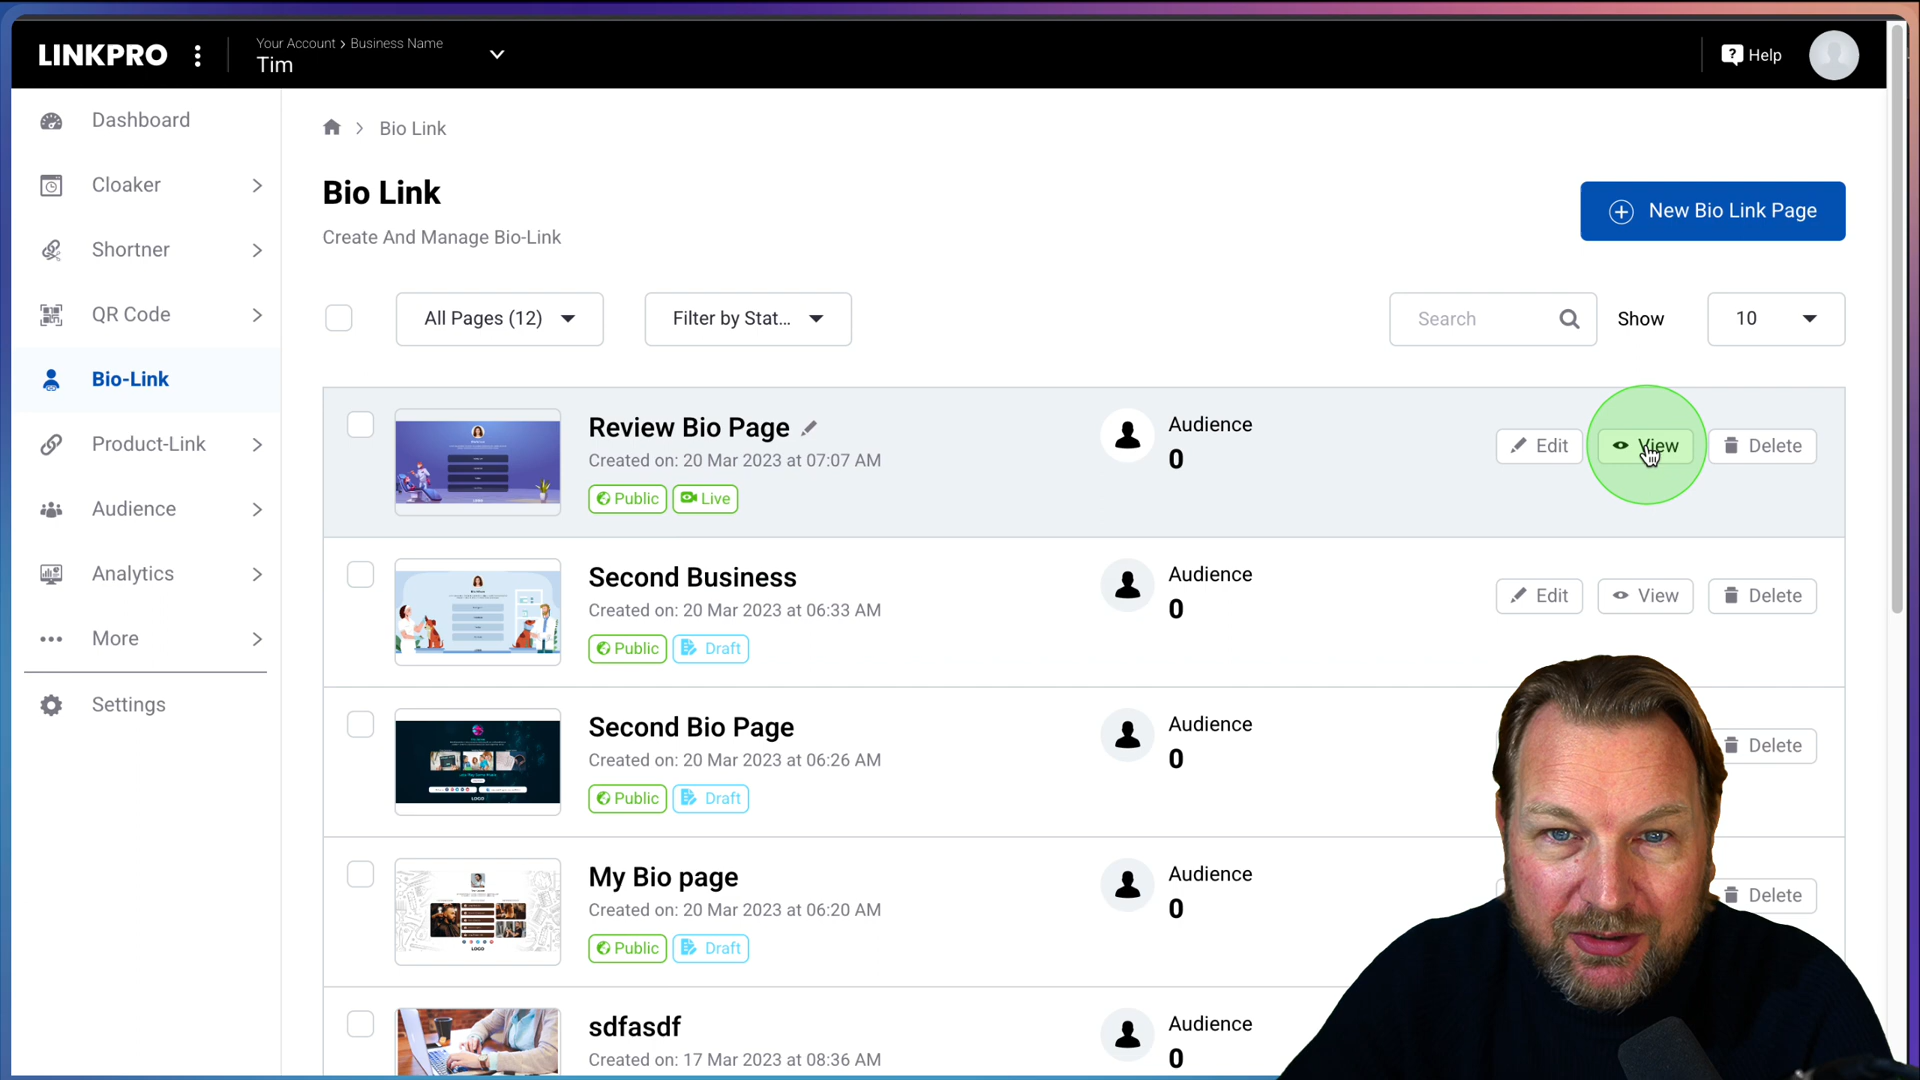 LINKPRO
Your Account > Business Name
Tim
Help
Dashboard
Cloaker
Shortner
QR Code
Bio-Link
Product-Link
Audience
Analytics
More
Settings
Bio Link
Bio Link
Create And Manage Bio-Link
New Bio Link Page
All Pages (12)
Filter by Stat...
Search
Show
10
Review Bio Page
Created on: 20 Mar 2023 at 07:07 AM
Public
Live
Audience
0
Edit
View
Delete
Second Business
Created on: 20 Mar 2023 at 06:33 AM
Public
Draft
Audience
0
Edit
View
Delete
Second Bio Page
Created on: 20 Mar 2023 at 06:26 AM
Public
Draft
Audience
0
Delete
My Bio page
Created on: 20 Mar 2023 at 06:20 AM
Public
Draft
Audience
0
Delete
sdfasdf
Created on: 17 Mar 2023 at 08:36 AM
Audience
0